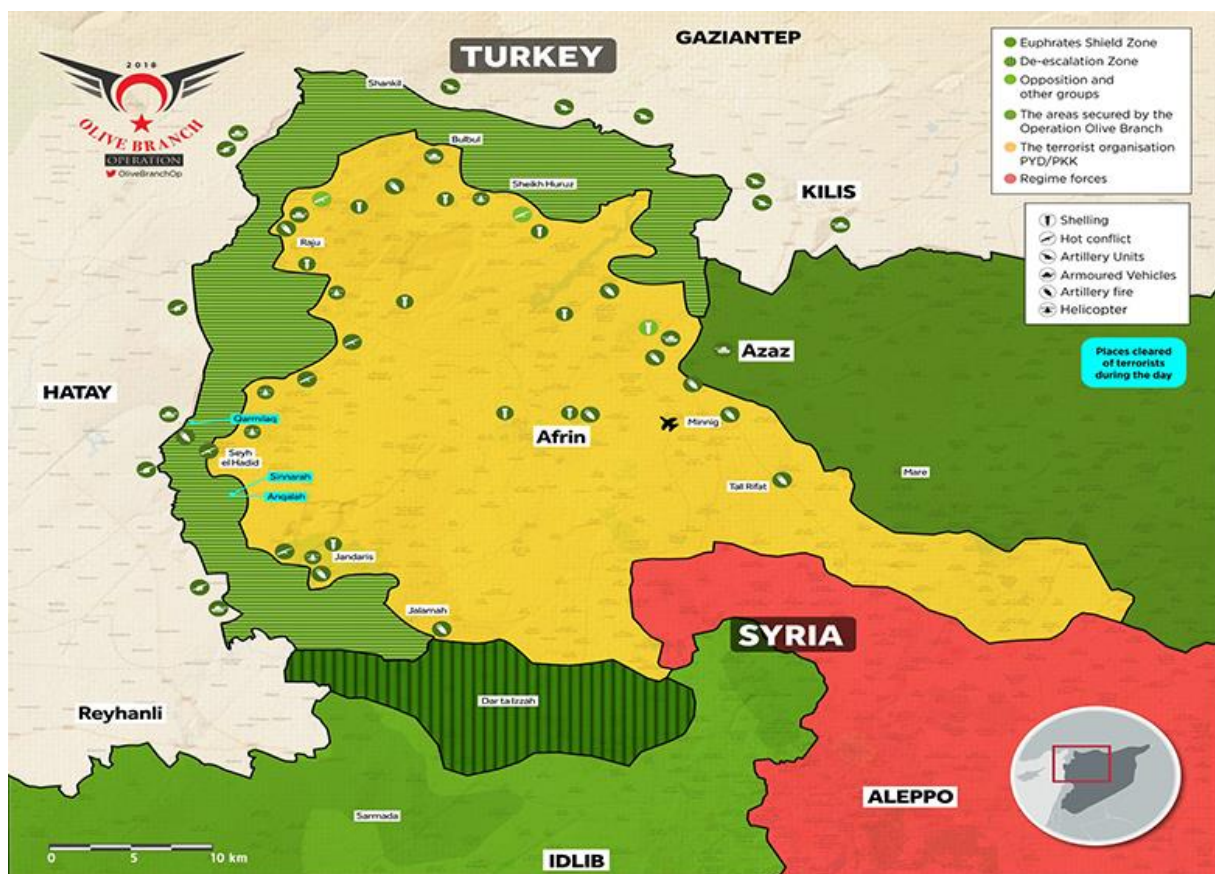 2018
OLIVE BRANCH
OPERATION
OliveBranchOp
TURKEY
GAZIANTEP
Euphrates Shield Zone
De-escalation Zone
Opposition and
other groups
The areas secured by the
Operation Olive Branch
The terrorist organisation
PYD/PKK
Regime forces
Shankil
Bulbul
Sheikh Huruz
KILIS
Shelling
Hot conflict
Artillery Units
Armoured Vehicles
Artillery fire
Helicopter
Raju
Places cleared
of terrorists
during the day
Azaz
HATAY
Qarmilaq
Afrin
Minnig
Seyh
el Hadid
Mare
Sinnarah
Anqalah
Tall Rifat
Jandaris
Jalamah
SYRIA
Reyhanli
Dar ta Izzah
ALEPPO
Sarmada
0 5 10 km
IDLIB